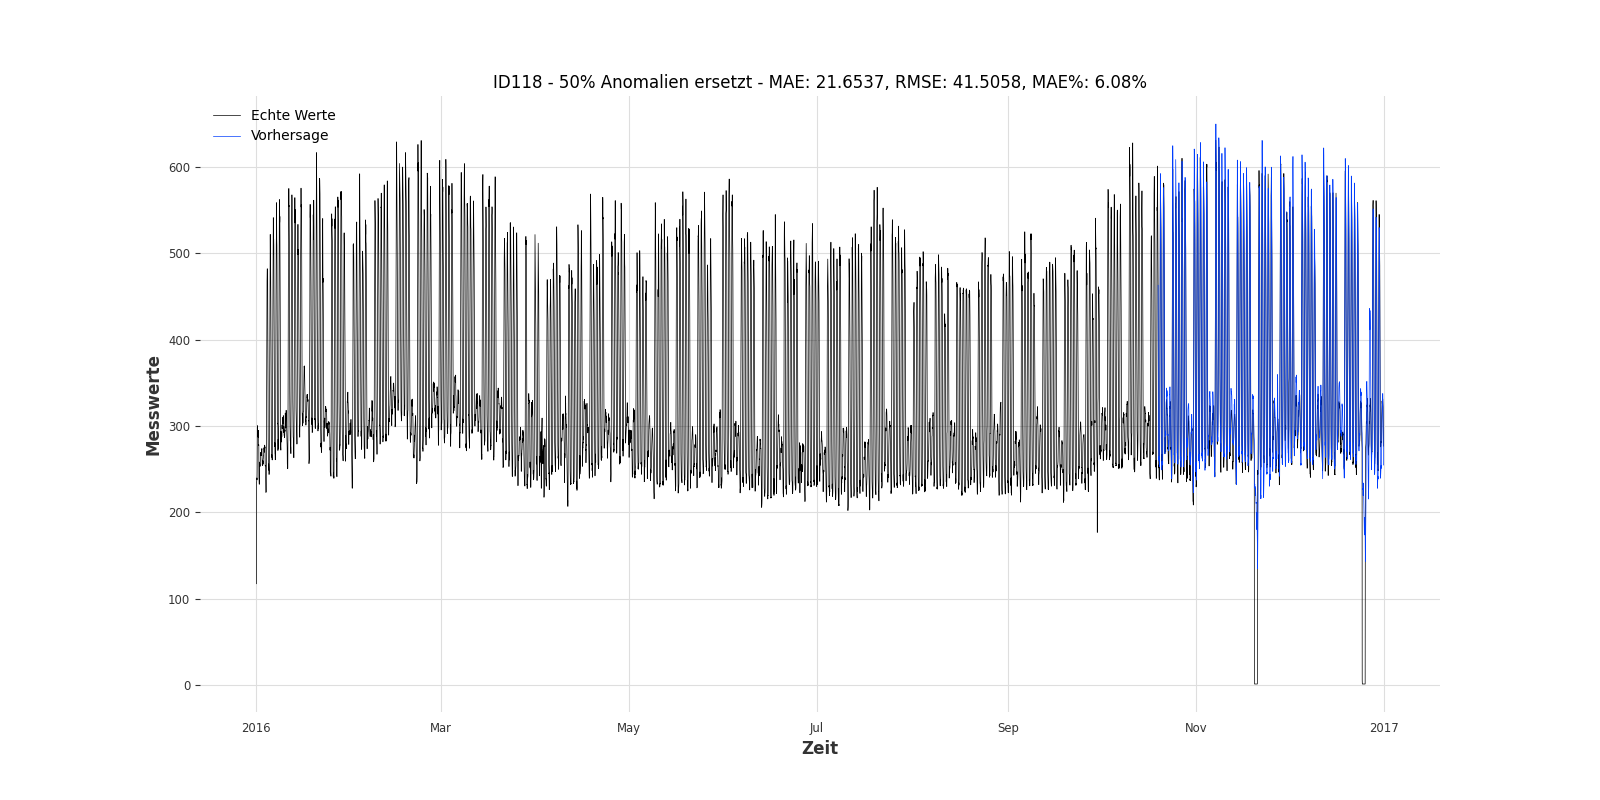 ID118 - 50% Anomalien ersetzt - MAE: 21.6537, RMSE: 41.5058, MAE%: 6.08%
Echte Werte
Vorhersage
600
500
400
300
200
100
0
Messwerte
2016
Mar
May
Jul
Sep
Nov
2017
Zeit